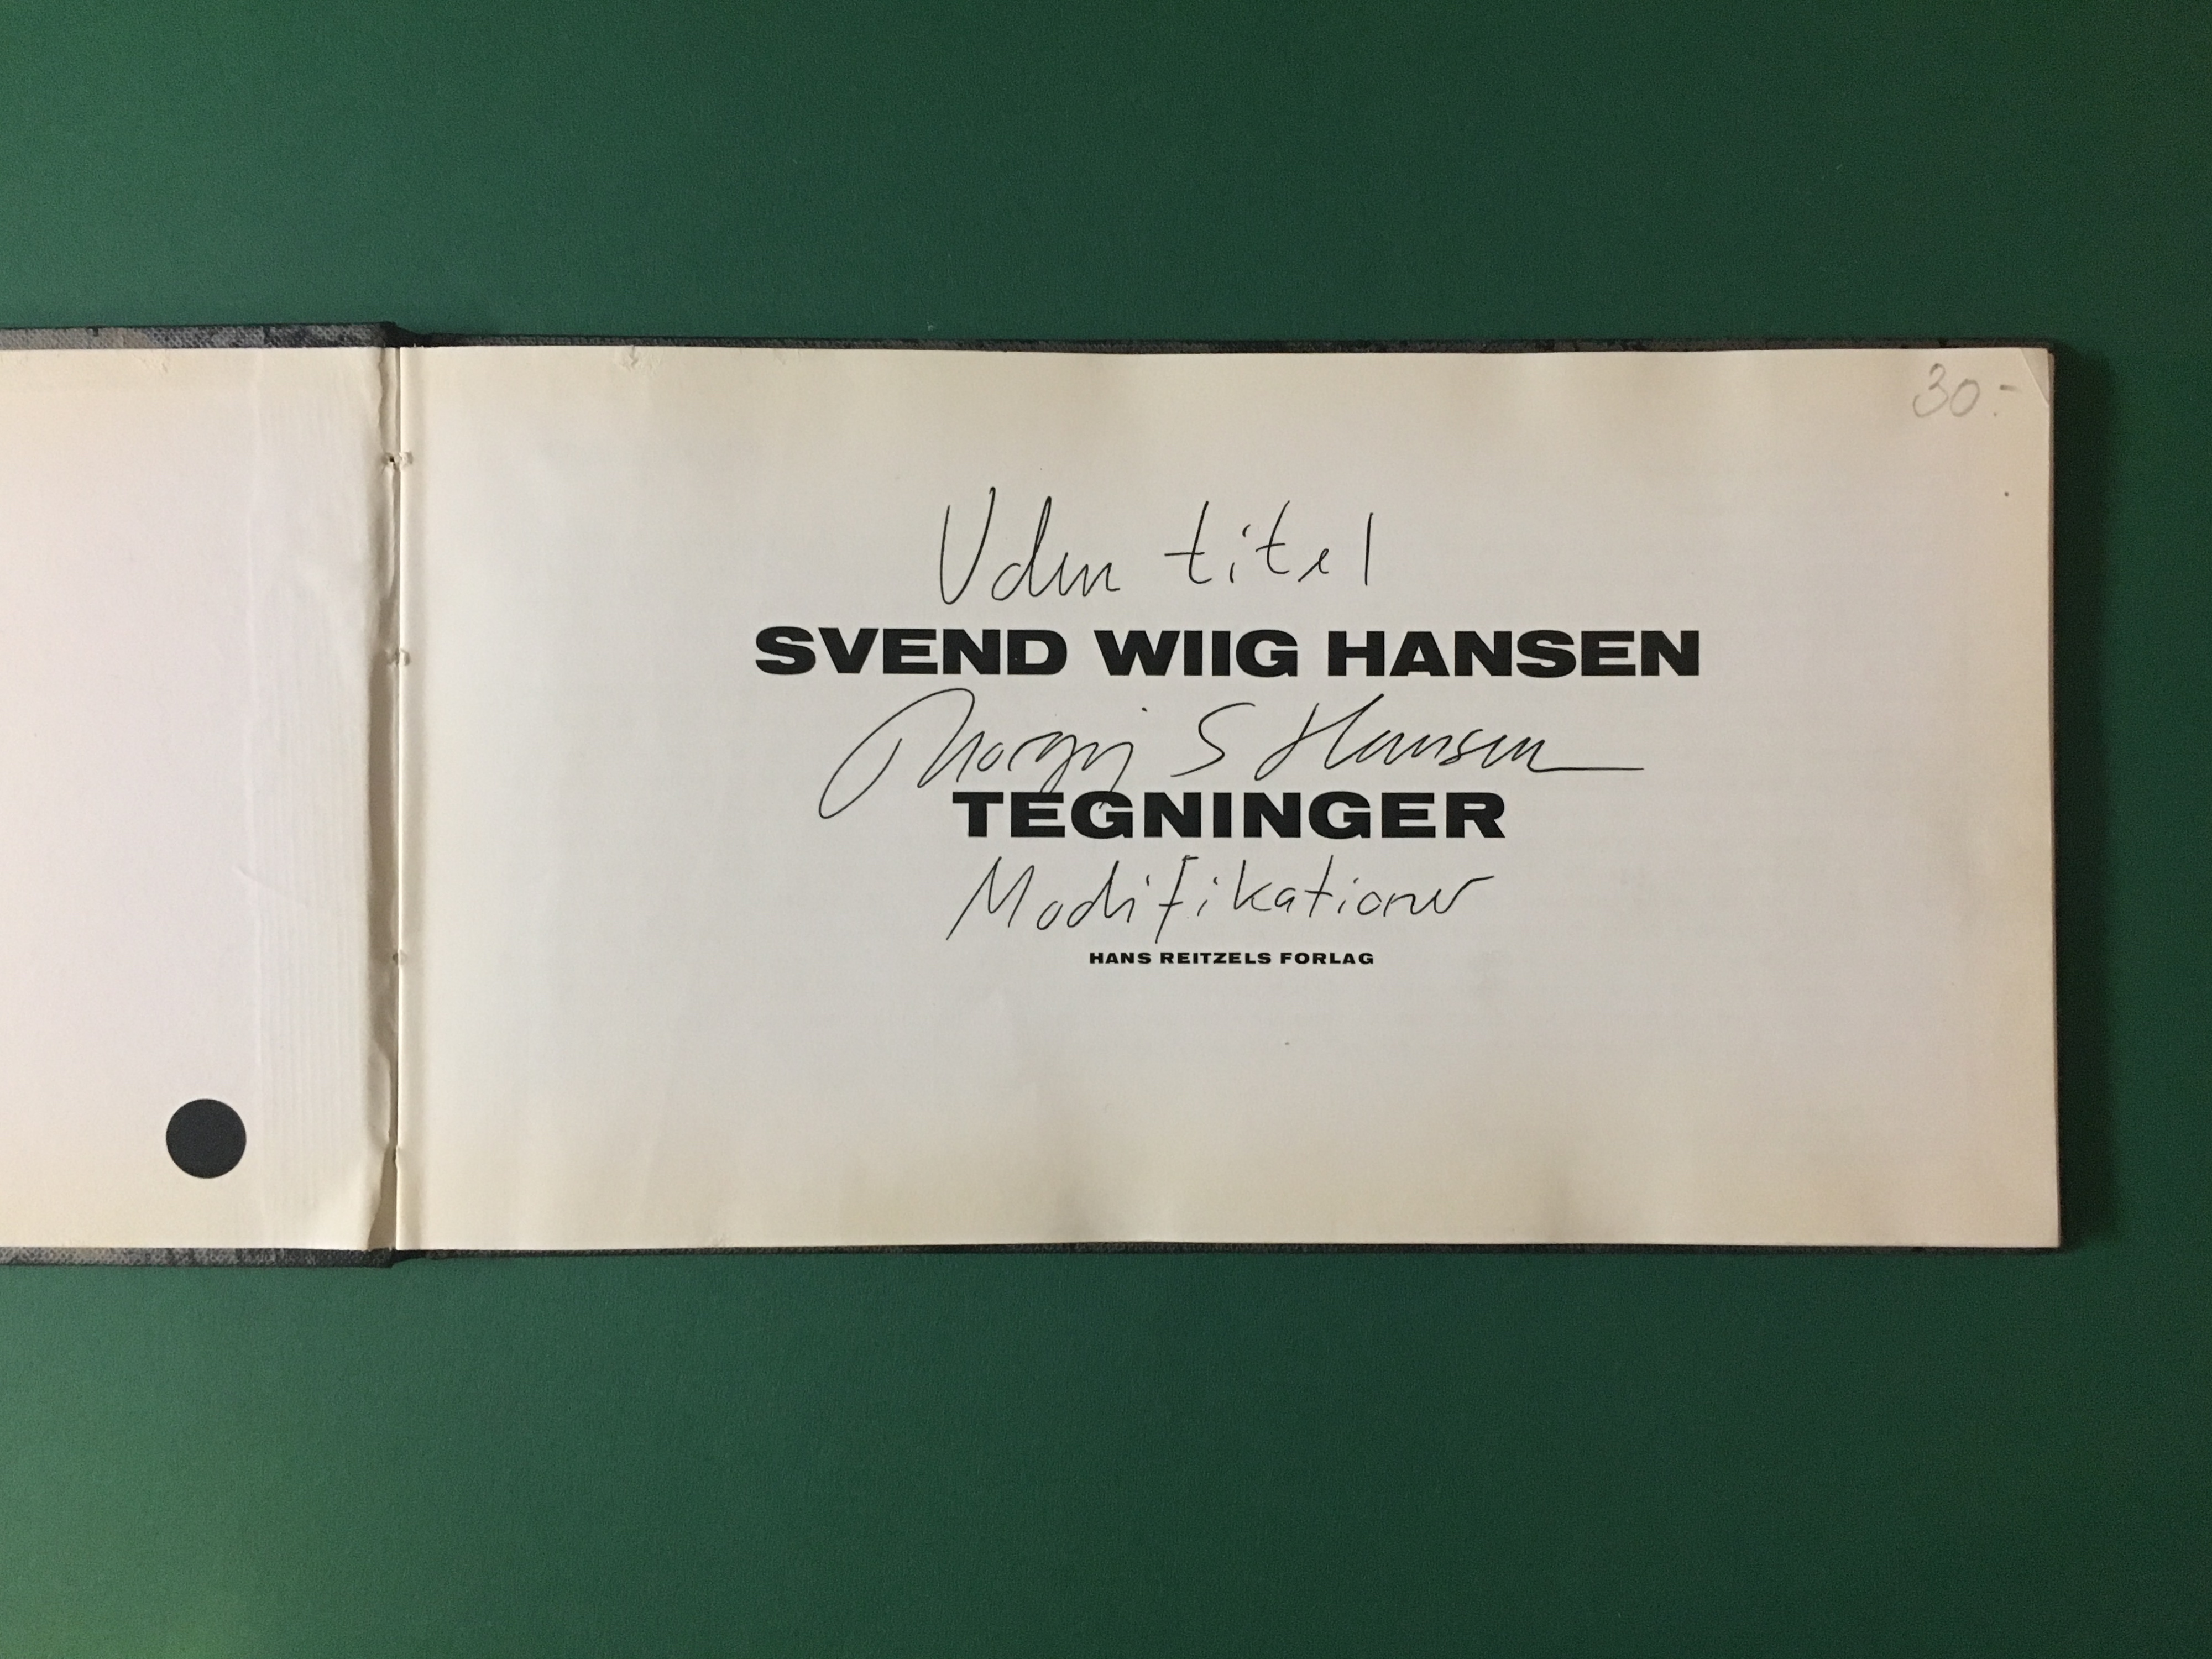 30.-
Uden titel
SVEND WIIG HANSEN
S Hansen
TEGNINGER
Modifikationer
HANS REITZELS FORLAG